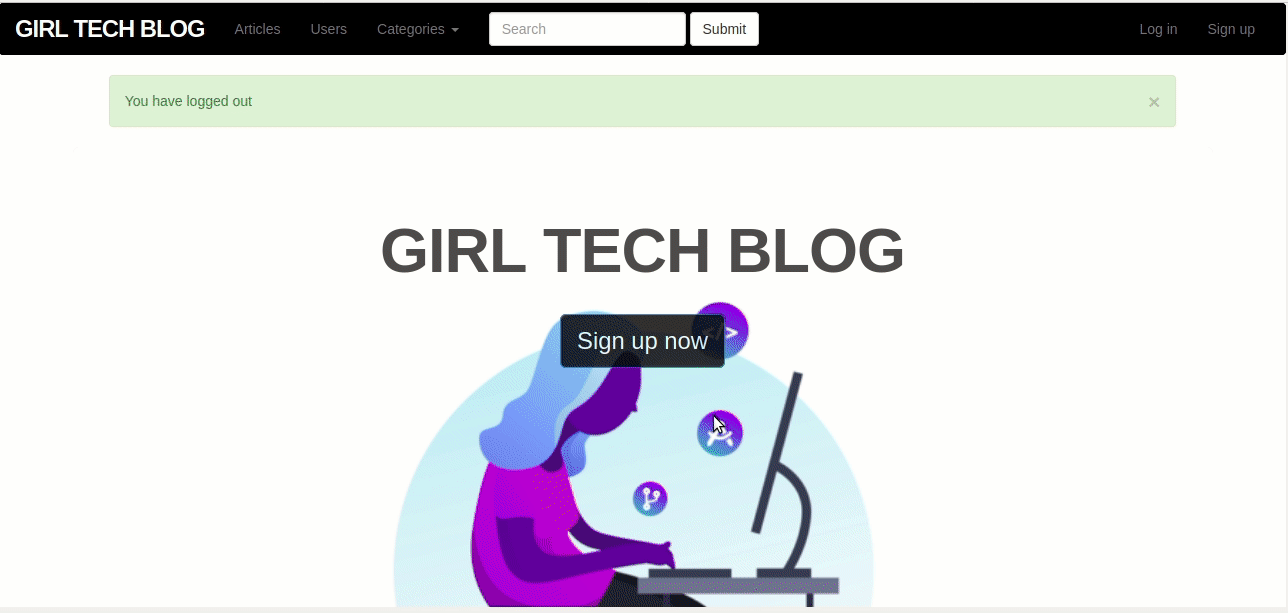 GIRL TECH BLOG Articles Users Categories Search Submit Log in Sign up
You have logged out ×
GIRL TECH BLOG
Sign up now